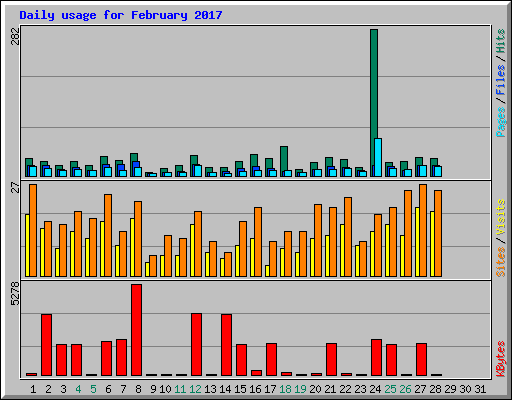 Daily usage for February 2017
282
Pages / Files / Hits
27
Sites / Visits
5278
KBytes
1 2 3 4 5 6 7 8 9 10 11 12 13 14 15 16 17 18 19 20 21 22 23 24 25 26 27 28 29 30 31